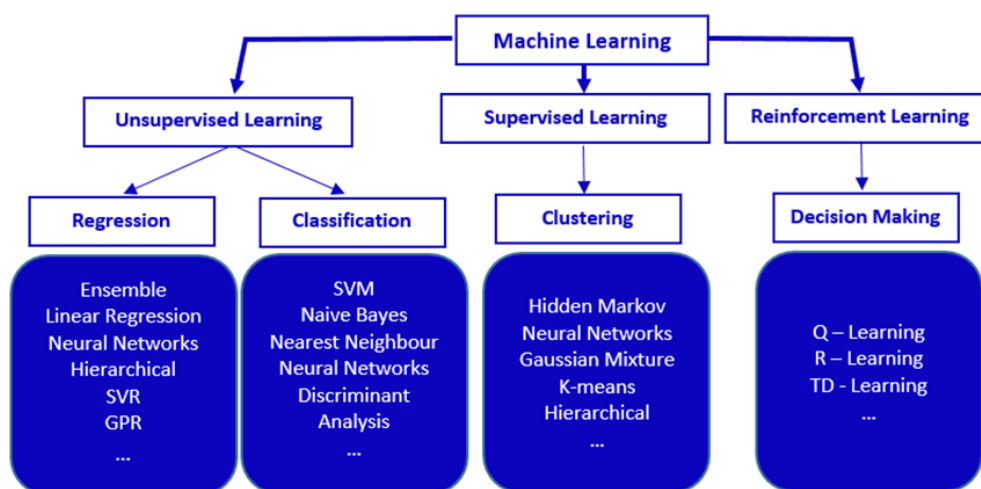 Machine Learning
Unsupervised Learning
Supervised Learning
Reinforcement Learning
Regression
Classification
Clustering
Decision Making
Ensemble
Linear Regression
Neural Networks
Hierarchical
SVR
GPR
...
SVM
Naive Bayes
Nearest Neighbour
Neural Networks
Discriminant
Analysis
...
Hidden Markov
Neural Networks
Gaussian Mixture
K-means
Hierarchical
...
Q – Learning
R – Learning
TD - Learning
...